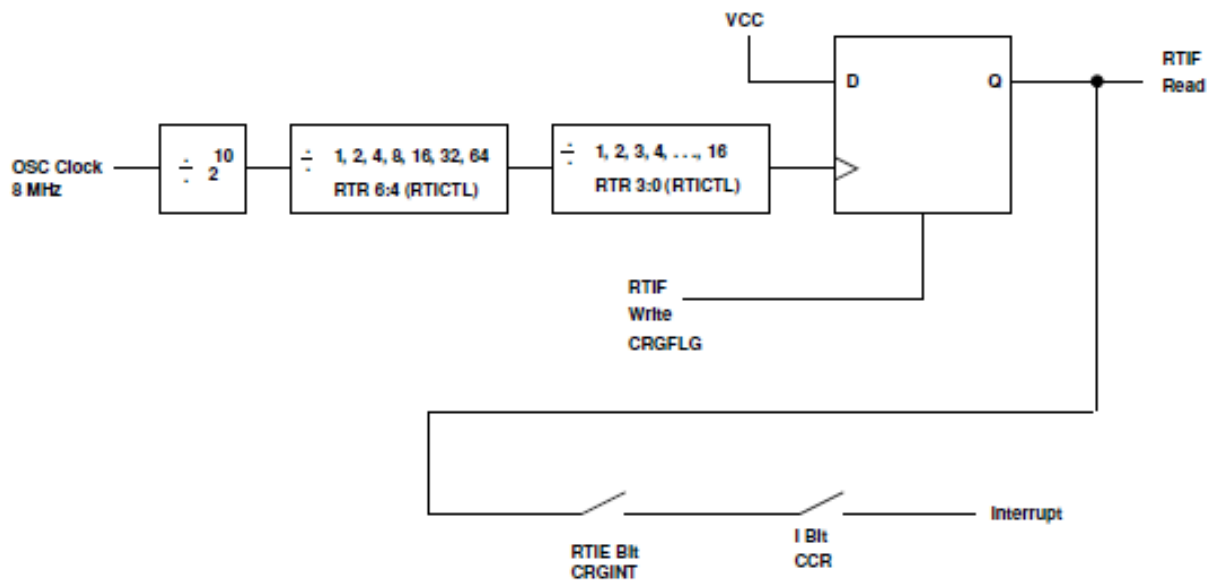 VCC
D
Q
RTIF
Read
OSC Clock
8 MHz
÷ 2 10
÷ 1, 2, 4, 8, 16, 32, 64
RTR 6:4 (RTICTL)
÷ 1, 2, 3, 4, . . ., 16
RTR 3:0 (RTICTL)
RTIF
Write
CRGFLG
RTIE Bit
CRGINT
I Bit
CCR
Interrupt